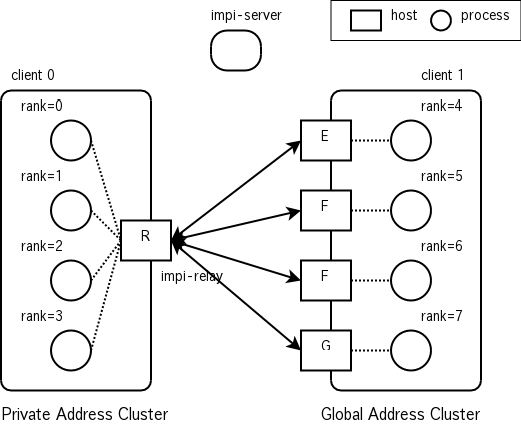 impi-server
host
process
client 0
client 1
rank=0
rank=4
E
rank=1
rank=5
F
R
rank=2
rank=6
impi-relay
F
rank=3
rank=7
G
Private Address Cluster
Global Address Cluster